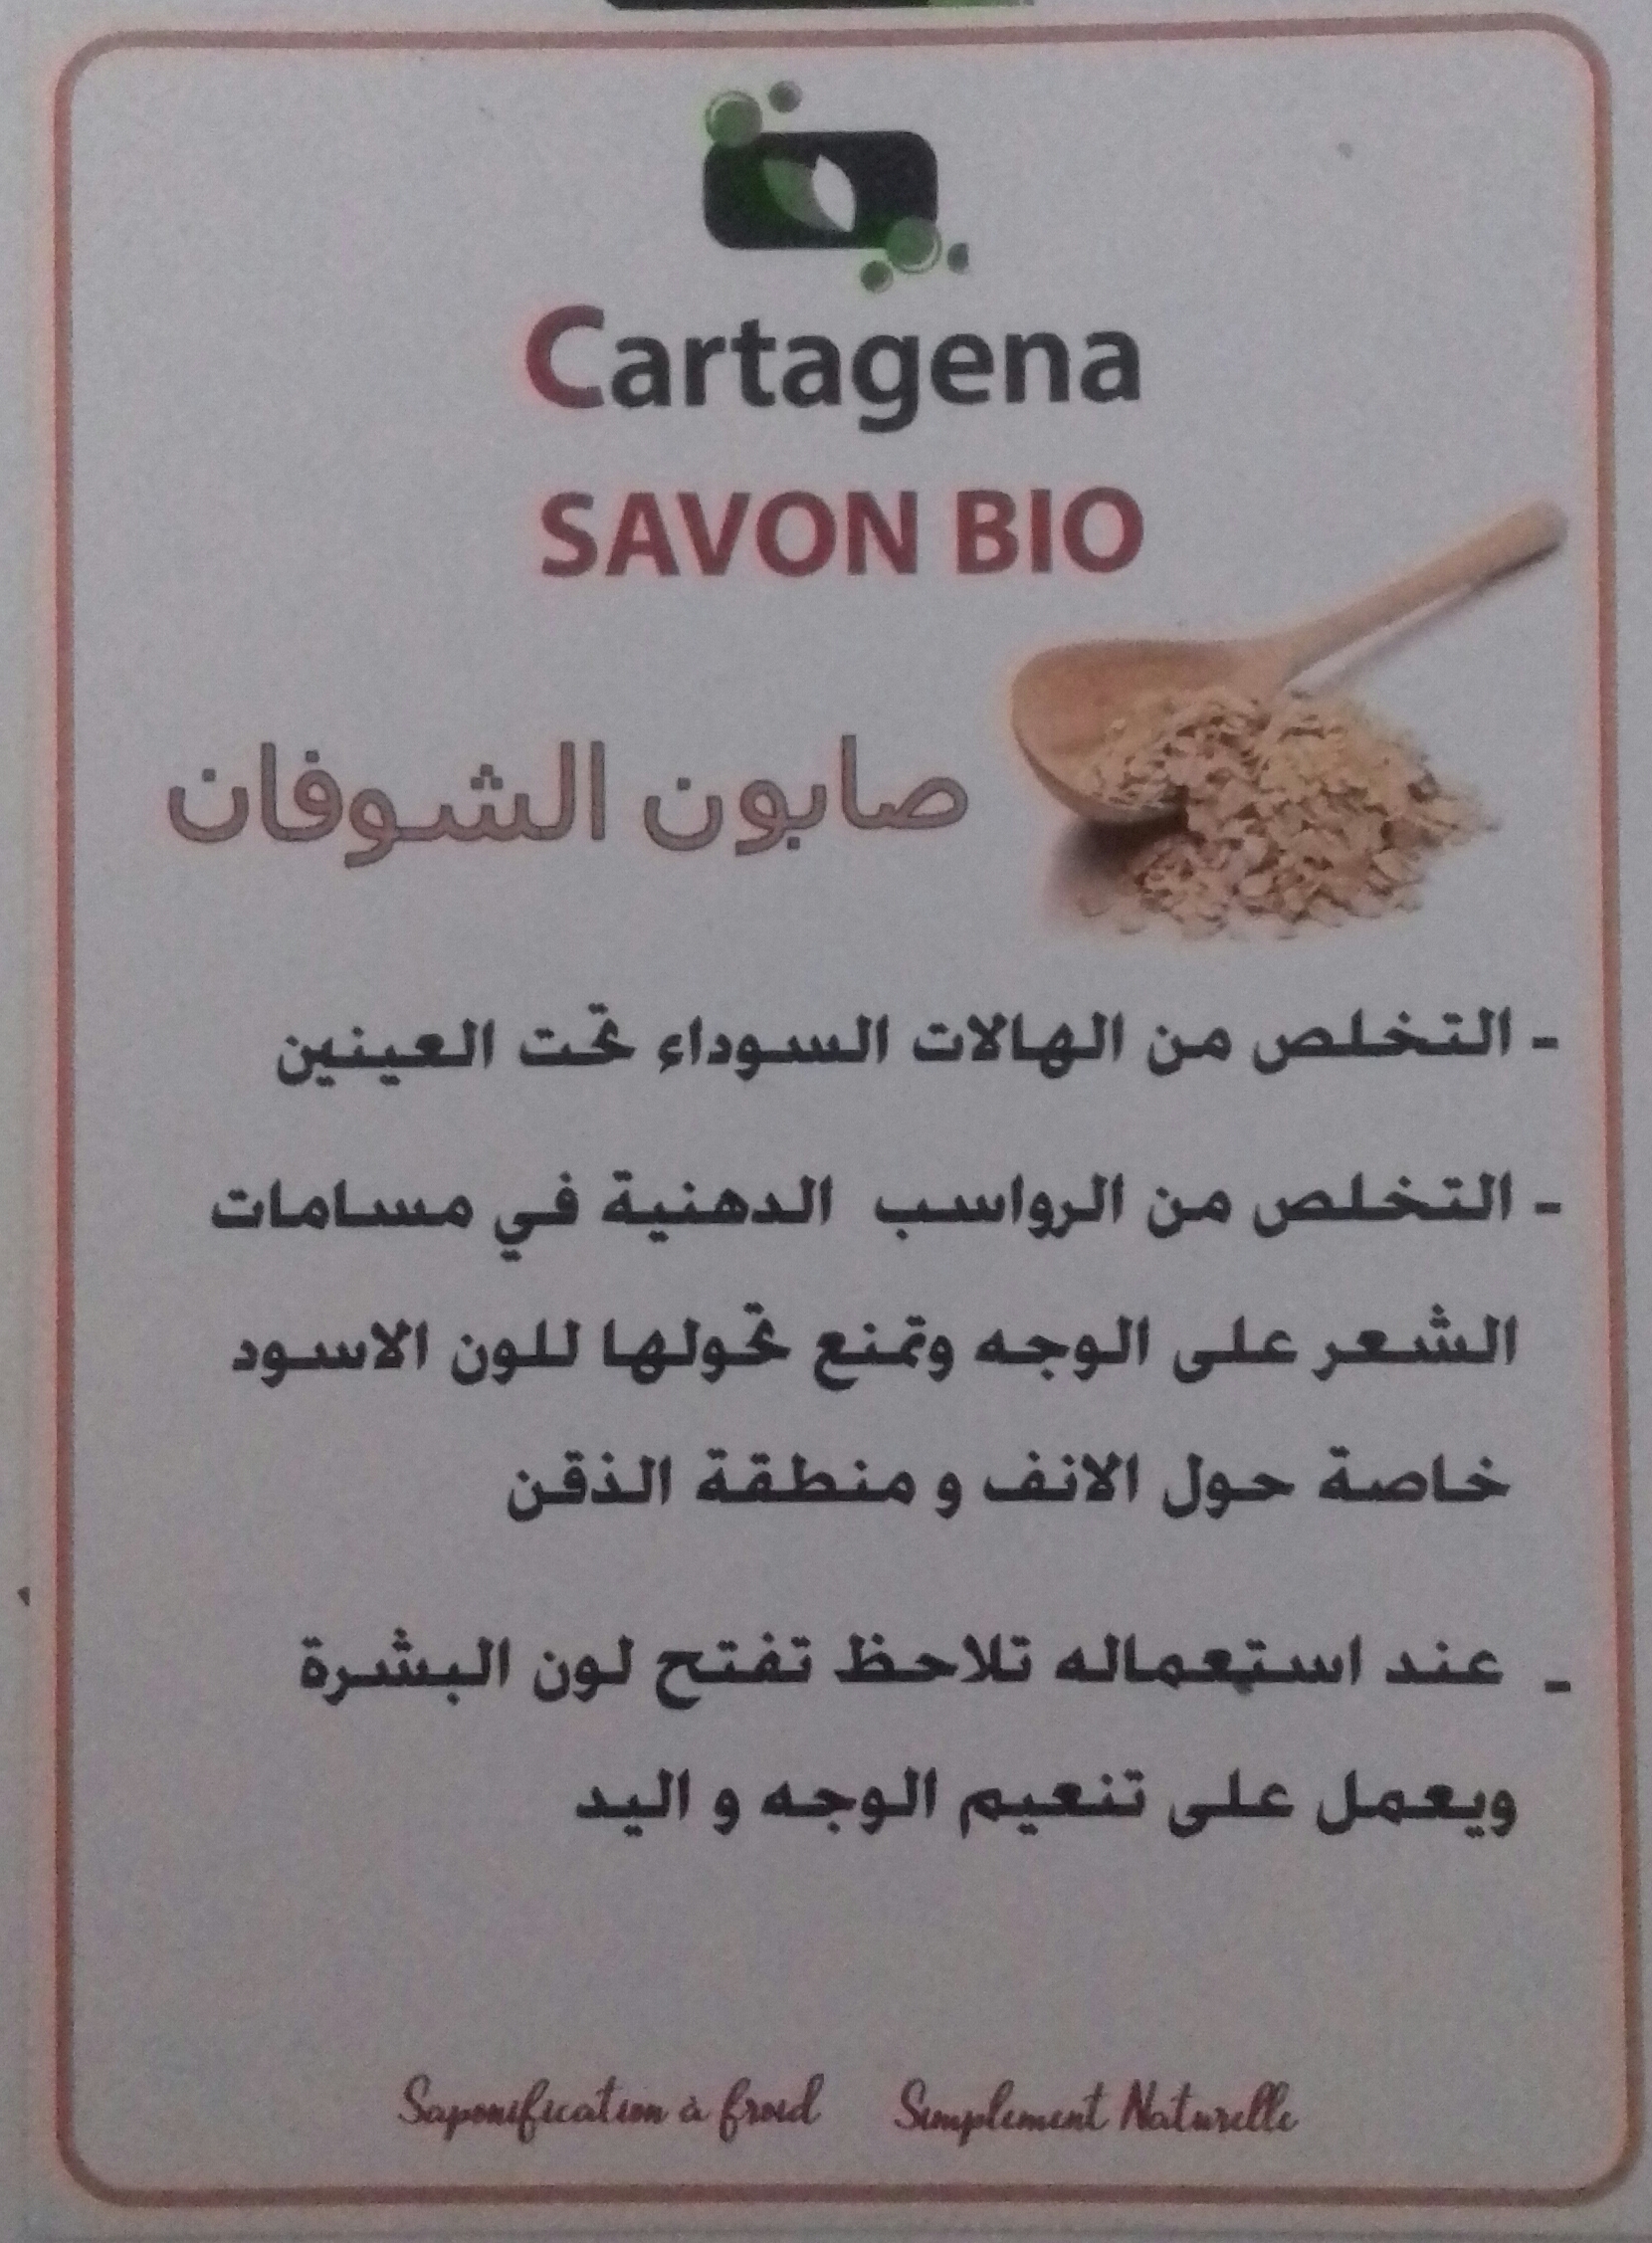 Cartagena
SAVON BIO
صابون الشوفان
- التخلص من الهالات السوداء تحت العينين
- التخلص من الرواسب الدهنية في مسامات
الشعر على الوجه وتمنع تحولها للون الاسود
خاصة حول الانف و منطقة الذقن
- عند استعماله تلاحظ تفتح لون البشرة
ويعمل على تنعيم الوجه و اليد
Saponification à froid Simplement Naturelle